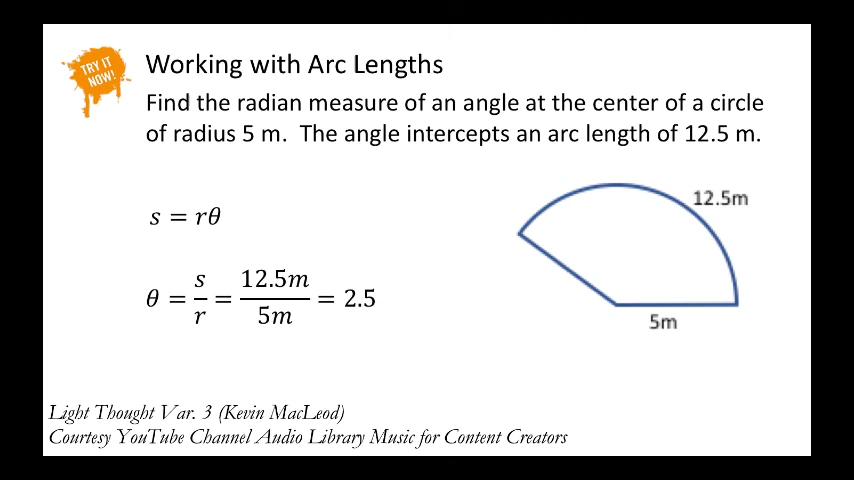 TRY IT
NOW!
Working with Arc Lengths
Find the radian measure of an angle at the center of a circle
of radius 5 m. The angle intercepts an arc length of 12.5 m.
12.5m
s = rθ
θ = s/r = 12.5m/5m = 2.5
5m
Light Thought Var. 3 (Kevin MacLeod)
Courtesy YouTube Channel Audio Library Music for Content Creators